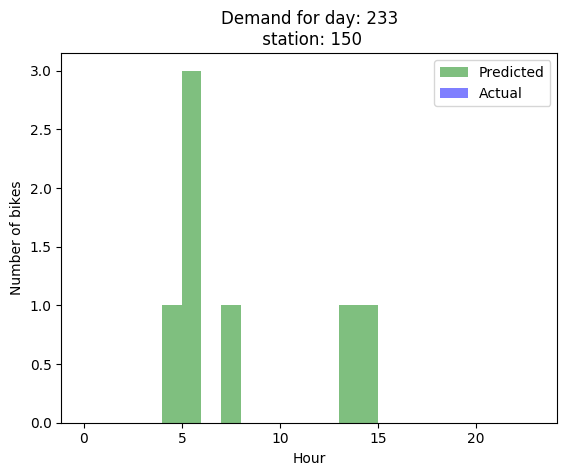 Demand for day: 233
station: 150
Predicted
Actual
Number of bikes
3.0
2.5
2.0
1.5
1.0
0.5
0.0
0
5
10
15
20
Hour